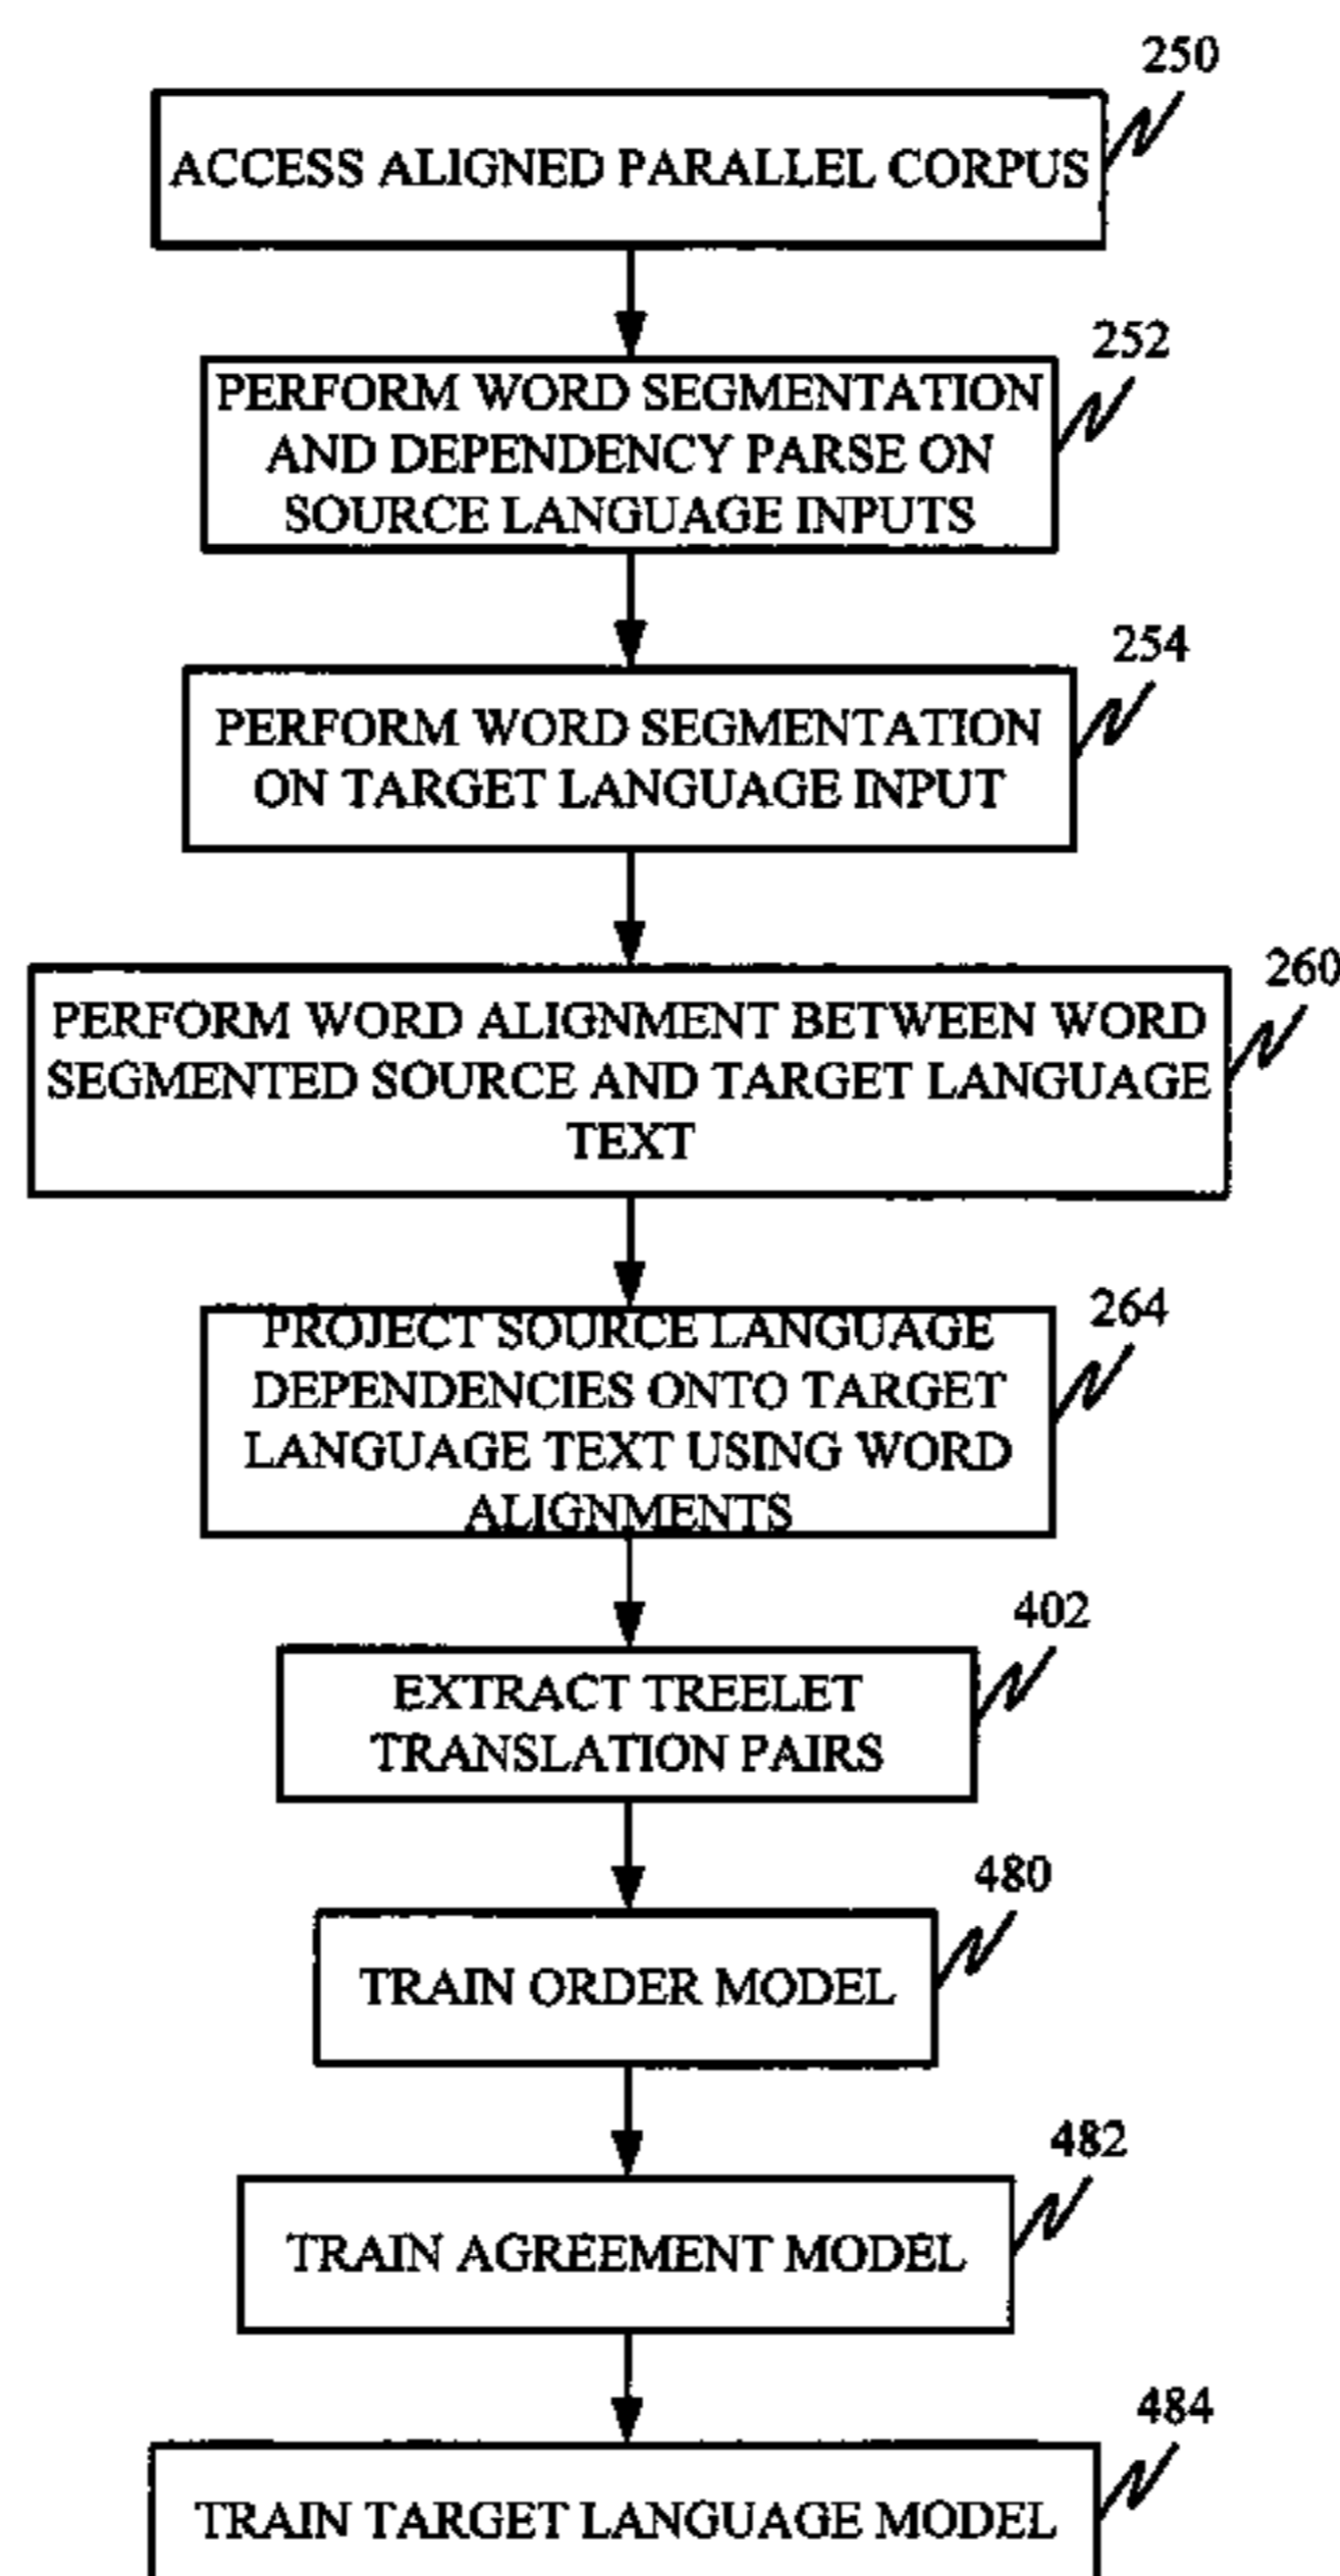 250
ACCESS ALIGNED PARALLEL CORPUS
252
PERFORM WORD SEGMENTATION
AND DEPENDENCY PARSE ON
SOURCE LANGUAGE INPUTS
254
PERFORM WORD SEGMENTATION
ON TARGET LANGUAGE INPUT
260
PERFORM WORD ALIGNMENT BETWEEN WORD
SEGMENTED SOURCE AND TARGET LANGUAGE
TEXT
264
PROJECT SOURCE LANGUAGE
DEPENDENCIES ONTO TARGET
LANGUAGE TEXT USING WORD
ALIGNMENTS
402
EXTRACT TREELET
TRANSLATION PAIRS
480
TRAIN ORDER MODEL
482
TRAIN AGREEMENT MODEL
484
TRAIN TARGET LANGUAGE MODEL